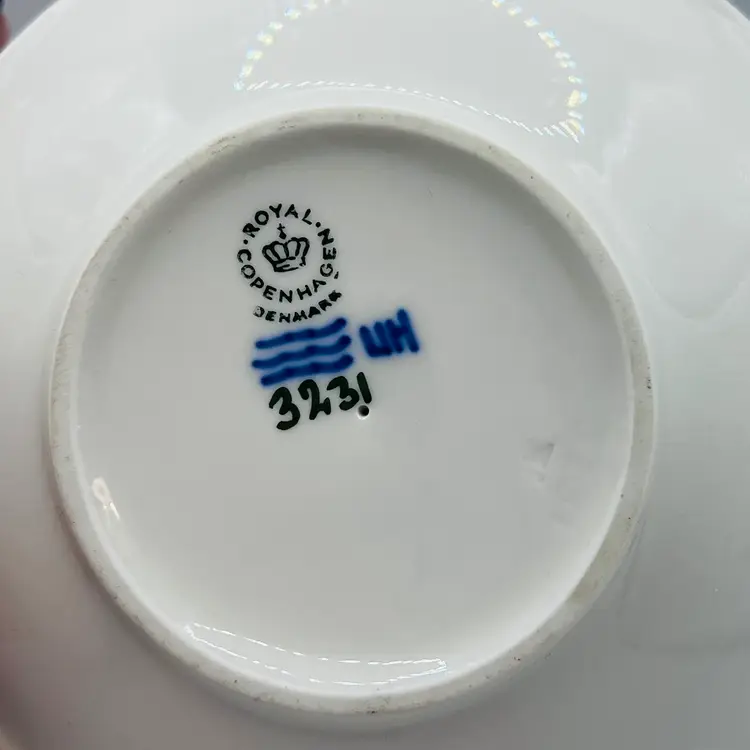 ROYAL
COPENHAGEN
DENMARK
UH
3231